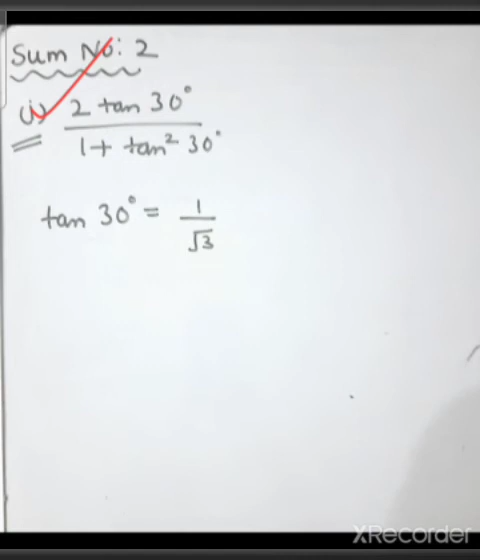 Sum No: 2
(i) 2 tan 30°
1 + tan² 30°
tan 30° = 1
√3
XRecorder